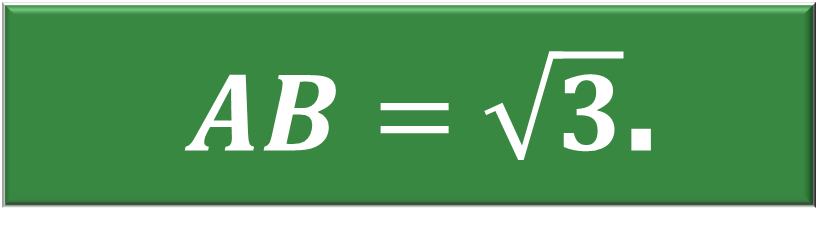 AB = √3.